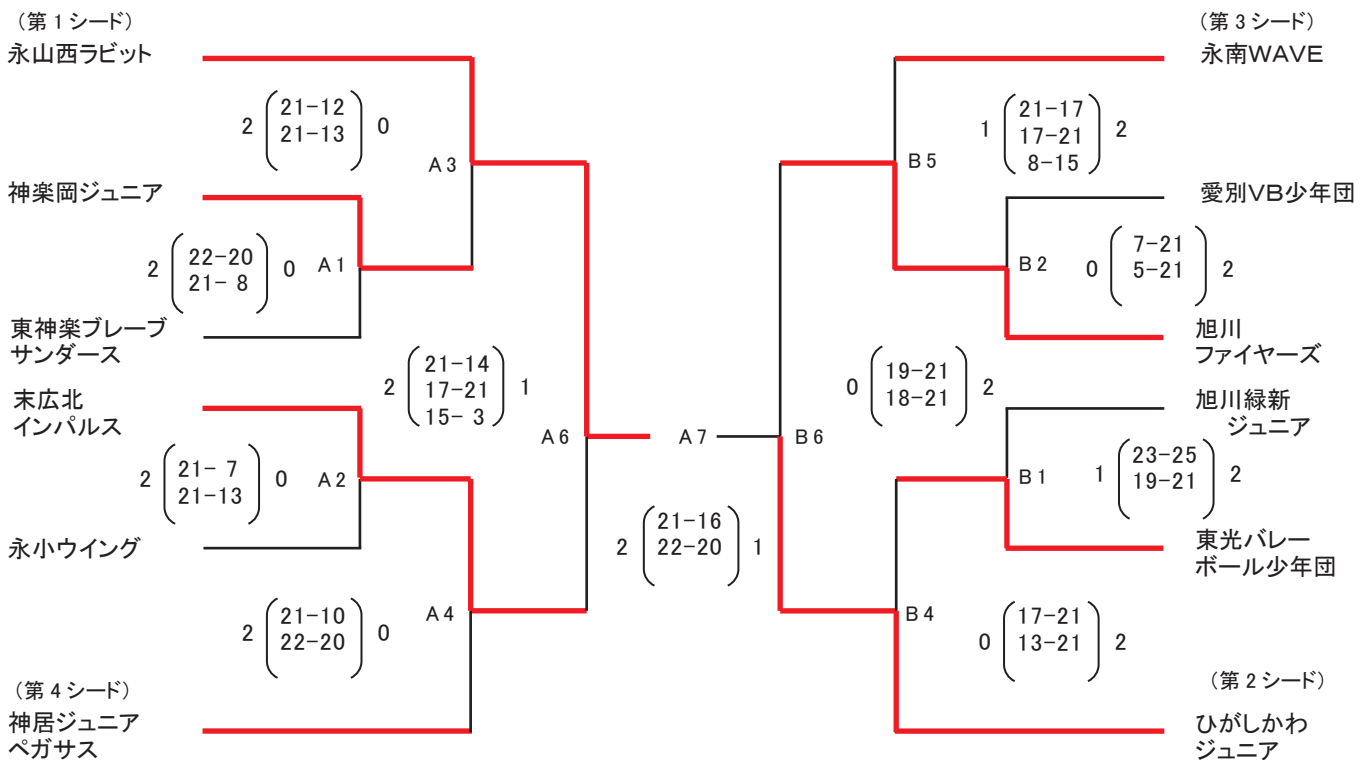 （第１シード）
永山西ラビット
2 21-12 0
21-13
A3
神楽岡ジュニア
2 22-20 0
21- 8
A1
東神楽ブレーブ
サンダース
2 21-14 1
17-21
15- 3
末広北
インパルス
A6
2 21- 7 0
21-13
A2
永小ウイング
2 21-10 0
22-20
A4
（第４シード）
神居ジュニア
ペガサス
A7
2 21-16 1
22-20
（第３シード）
永南WAVE
1 21-17 2
17-21
8-15
B5
愛別VB少年団
0 7-21 2
5-21
B2
旭川
ファイヤーズ
0 19-21 2
18-21
B6
旭川緑新
ジュニア
1 23-25 2
19-21
B1
東光バレー
ボール少年団
B4
0 17-21 2
13-21
（第２シード）
ひがしかわ
ジュニア